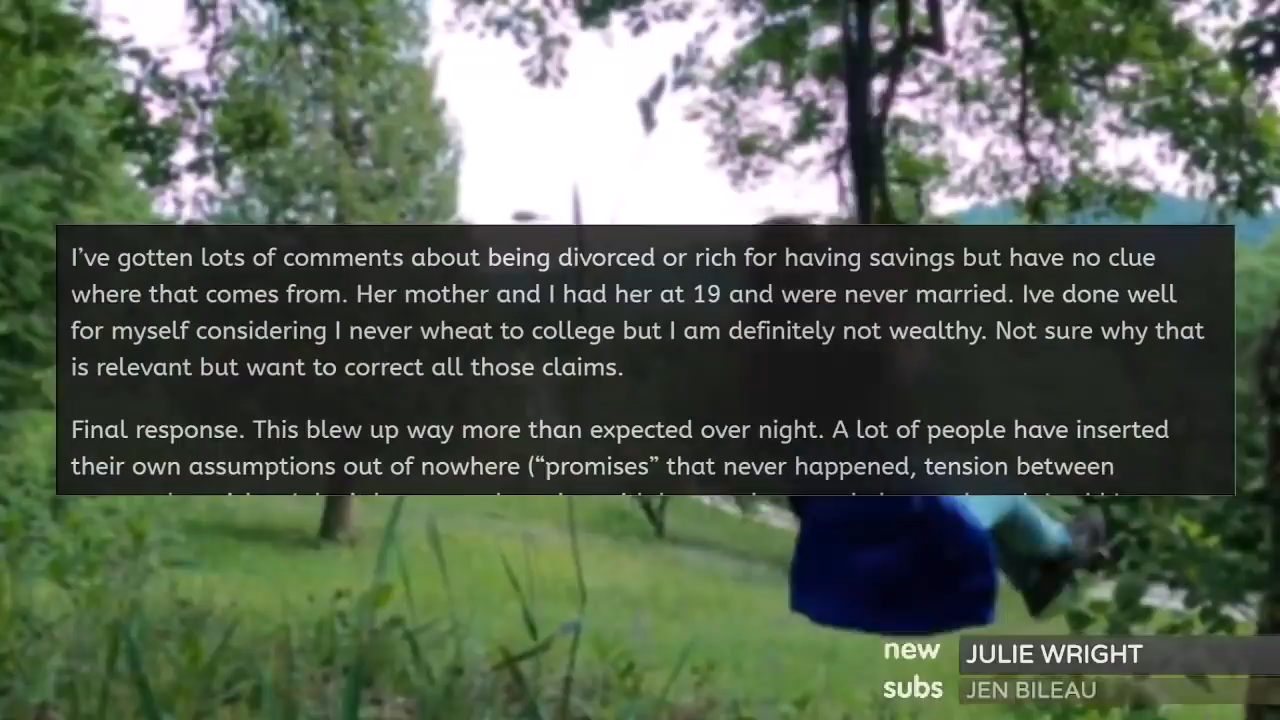 I’ve gotten lots of comments about being divorced or rich for having savings but have no clue
where that comes from. Her mother and I had her at 19 and were never married. Ive done well
for myself considering I never wheat to college but I am definitely not wealthy. Not sure why that
is relevant but want to correct all those claims.
Final response. This blew up way more than expected over night. A lot of people have inserted
their own assumptions out of nowhere (“promises” that never happened, tension between
new
JULIE WRIGHT
subs
JEN BILEAU